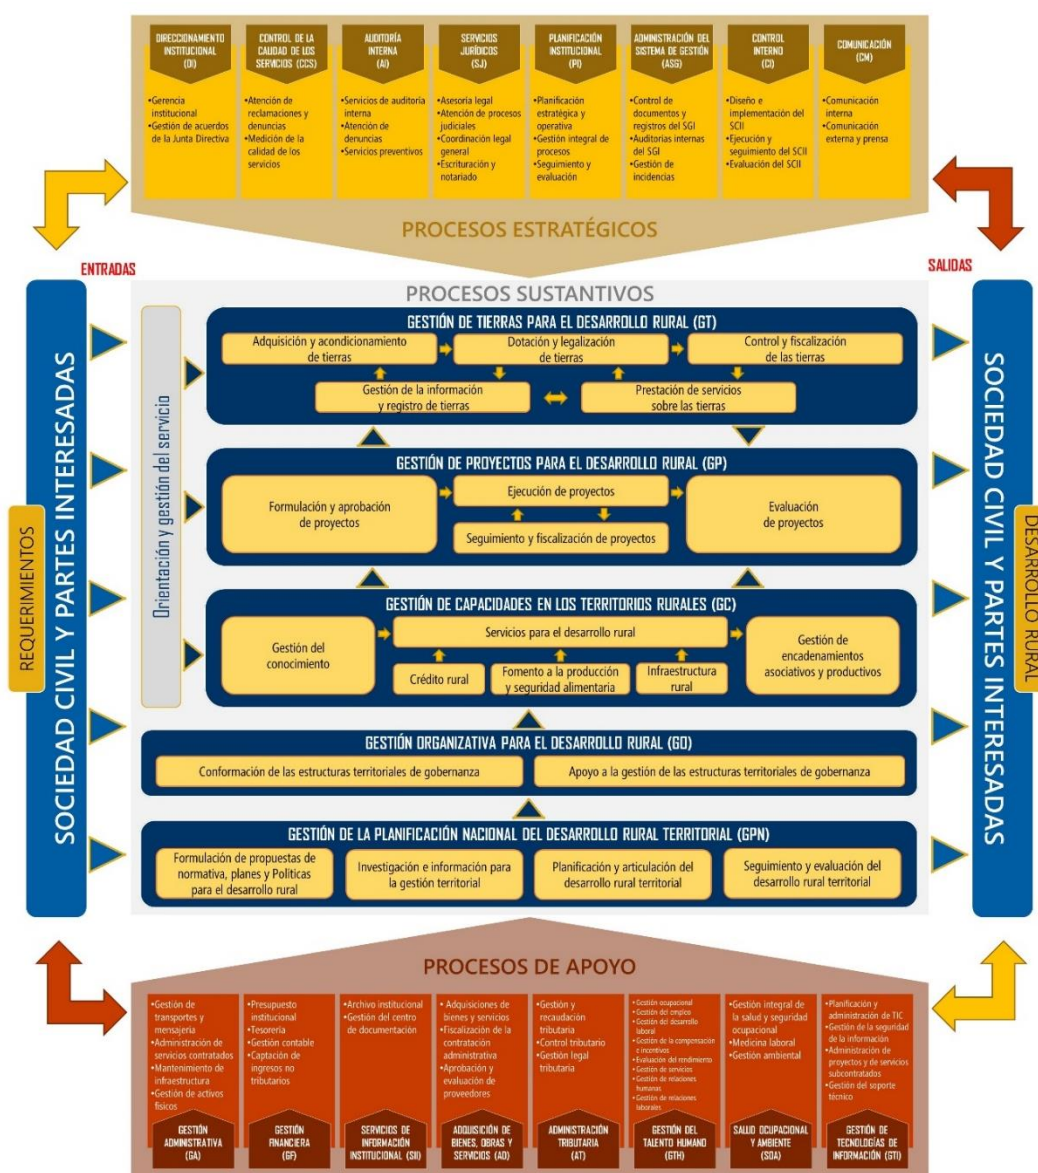 DIRECCIONAMIENTO
INSTITUCIONAL
(DI)
•Gerencia
institucional
•Gestión de acuerdos
de la Junta Directiva
CONTROL DE LA
CALIDAD DE LOS
SERVICIOS (CCS)
•Atención de
reclamaciones y
denuncias
•Medición de la
calidad de los
servicios
AUDITORÍA
INTERNA
(AI)
•Servicios de auditoría
interna
•Atención de
denuncias
•Servicios preventivos
SERVICIOS
JURÍDICOS
(SJ)
•Asesoría legal
•Atención de procesos
judiciales
•Coordinación legal
general
•Escrituración y
notariado
PLANIFICACIÓN
INSTITUCIONAL
(PI)
•Planificación
estratégica y
operativa
•Gestión integral de
procesos
•Seguimiento y
evaluación
ADMINISTRACIÓN DEL
SISTEMA DE GESTIÓN
(ASG)
•Control de
documentos y
registros del SGI
•Auditorias internas
del SGI
•Gestión de
incidencias
CONTROL
INTERNO
(CI)
•Diseño e
implementación del
SCII
•Ejecución y
seguimiento del SCII
•Evaluación del SCII
COMUNICACIÓN
(CM)
•Comunicación
interna
•Comunicación
externa y prensa
PROCESOS ESTRATÉGICOS
ENTRADAS
SALIDAS
REQUERIMIENTOS
SOCIEDAD CIVIL Y PARTES INTERESADAS
Orientación y gestión del servicio
PROCESOS SUSTANTIVOS
GESTIÓN DE TIERRAS PARA EL DESARROLLO RURAL (GT)
Adquisición y acondicionamiento
de tierras
Dotación y legalización
de tierras
Control y fiscalización
de las tierras
Gestión de la información
y registro de tierras
Prestación de servicios
sobre las tierras
GESTIÓN DE PROYECTOS PARA EL DESARROLLO RURAL (GP)
Formulación y aprobación
de proyectos
Ejecución de proyectos
Seguimiento y fiscalización de proyectos
Evaluación
de proyectos
GESTIÓN DE CAPACIDADES EN LOS TERRITORIOS RURALES (GC)
Gestión del
conocimiento
Servicios para el desarrollo rural
Crédito rural
Fomento a la producción
y seguridad alimentaria
Infraestructura
rural
Gestión de
encadenamientos
asociativos y productivos
GESTIÓN ORGANIZATIVA PARA EL DESARROLLO RURAL (GO)
Conformación de las estructuras territoriales de gobernanza
Apoyo a la gestión de las estructuras territoriales de gobernanza
GESTIÓN DE LA PLANIFICACIÓN NACIONAL DEL DESARROLLO RURAL TERRITORIAL (GPN)
Formulación de propuestas de
normativa, planes y Políticas
para el desarrollo rural
Investigación e información para
la gestión territorial
Planificación y articulación del
desarrollo rural territorial
Seguimiento y evaluación del
desarrollo rural territorial
SOCIEDAD CIVIL Y PARTES INTERESADAS
DESARROLLO RURAL
PROCESOS DE APOYO
•Gestión de
transportes y
mensajería
•Administración de
servicios contratados
•Mantenimiento de
infraestructura
•Gestión de activos
físicos
GESTIÓN
ADMINISTRATIVA
(GA)
•Presupuesto
institucional
•Tesorería
•Gestión contable
•Captación de
ingresos no
tributarios
GESTIÓN
FINANCIERA
(GF)
•Archivo institucional
•Gestión del centro
de documentación
SERVICIOS DE
INFORMACIÓN
INSTITUCIONAL (SII)
•Adquisiciones de
bienes y servicios
•Fiscalización de la
contratación
administrativa
•Aprobación y
evaluación de
proveedores
ADQUISICIÓN DE
BIENES, OBRAS Y
SERVICIOS (AD)
•Gestión y
recaudación
tributaria
•Control tributario
•Gestión legal
tributaria
ADMINISTRACIÓN
TRIBUTARIA
(AT)
•Gestión ocupacional
•Gestión del empleo
•Gestión del desarrollo
laboral
•Gestión de la compensación
e incentivos
•Evaluación del rendimiento
•Gestión de servicios
•Gestión de relaciones
humanas
•Gestión de relaciones
laborales
GESTIÓN DEL
TALENTO HUMANO
(GTH)
•Gestión integral de
la salud y seguridad
ocupacional
•Medicina laboral
•Gestión ambiental
SALUD OCUPACIONAL
Y AMBIENTE
(SOA)
•Planificación y
administración de TIC
•Gestión de la seguridad
de la información
•Administración de
proyectos y de servicios
subcontratadas
•Gestión del soporte
técnico
GESTIÓN DE
TECNOLOGÍAS DE
INFORMACIÓN (GTI)